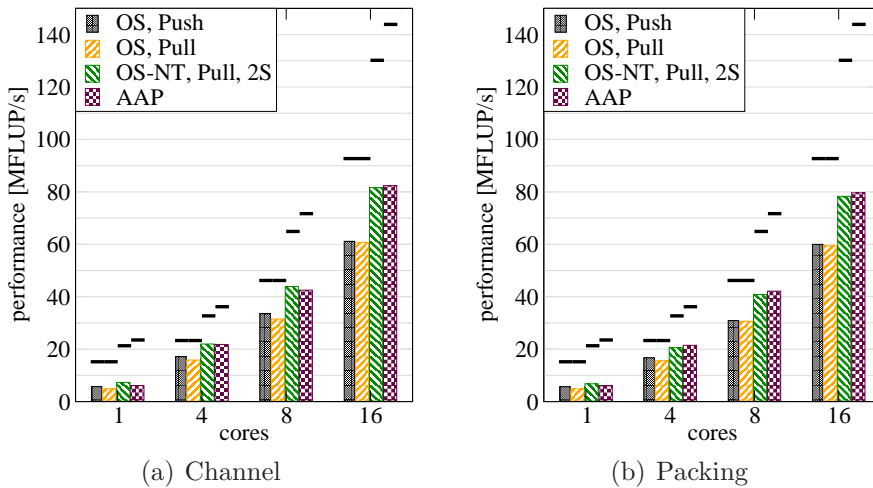 140
120
100
80
60
40
20
0
performance [MFLUP/s]
OS, Push
OS, Pull
OS-NT, Pull, 2S
AAP
1 4 8 16
cores
(a) Channel
140
120
100
80
60
40
20
0
performance [MFLUP/s]
OS, Push
OS, Pull
OS-NT, Pull, 2S
AAP
1 4 8 16
cores
(b) Packing